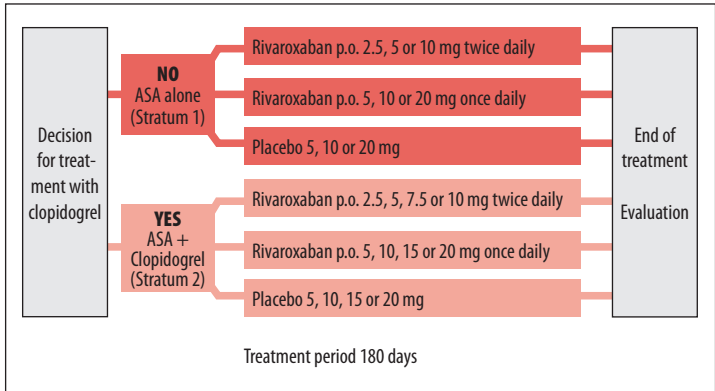 Decision
for treat-
ment with
clopidogrel
NO
ASA alone
(Stratum 1)
Rivaroxaban p.o. 2.5, 5 or 10 mg twice daily
Rivaroxaban p.o. 5, 10 or 20 mg once daily
Placebo 5, 10 or 20 mg
YES
ASA +
Clopidogrel
(Stratum 2)
Rivaroxaban p.o. 2.5, 5, 7.5 or 10 mg twice daily
Rivaroxaban p.o. 5, 10, 15 or 20 mg once daily
Placebo 5, 10, 15 or 20 mg
End of
treatment
Evaluation
Treatment period 180 days